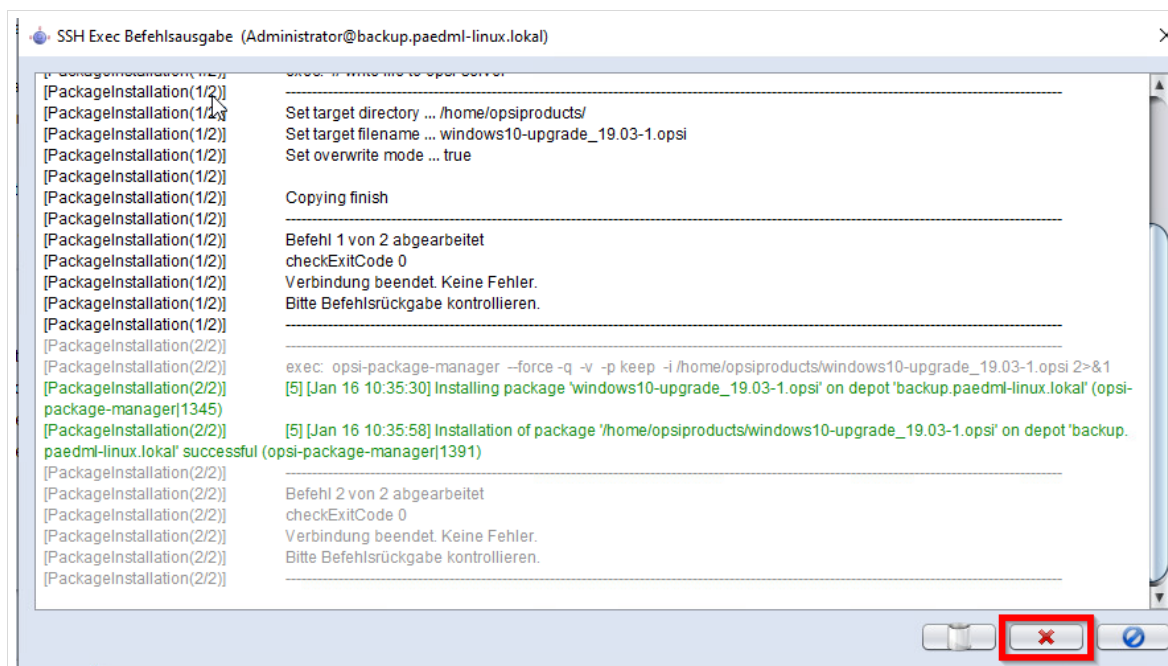 SSH Exec Befehlsausgabe (Administrator@backup.paedml-linux.lokal)
[PackageInstallation(1/2)] exec: // write file to opsi-server
[PackageInstallation(1/2)] ----------------------------------------
[PackageInstallation(1/2)] Set target directory ... /home/opsiproducts/
[PackageInstallation(1/2)] Set target filename ... windows10-upgrade_19.03-1.opsi
[PackageInstallation(1/2)] Set overwrite mode ... true
[PackageInstallation(1/2)]
[PackageInstallation(1/2)] Copying finish
[PackageInstallation(1/2)] ----------------------------------------
[PackageInstallation(1/2)] Befehl 1 von 2 abgearbeitet
[PackageInstallation(1/2)] checkExitCode 0
[PackageInstallation(1/2)] Verbindung beendet. Keine Fehler.
[PackageInstallation(1/2)] Bitte Befehlsrückgabe kontrollieren.
[PackageInstallation(1/2)] ----------------------------------------
[PackageInstallation(2/2)] ----------------------------------------
[PackageInstallation(2/2)] exec: opsi-package-manager --force -q -v -p keep -i /home/opsiproducts/windows10-upgrade_19.03-1.opsi 2>&1
[PackageInstallation(2/2)] [5] [Jan 16 10:35:30] Installing package 'windows10-upgrade_19.03-1.opsi' on depot 'backup.paedml-linux.lokal' (opsi-
package-manager|1345)
[PackageInstallation(2/2)] [5] [Jan 16 10:35:58] Installation of package '/home/opsiproducts/windows10-upgrade_19.03-1.opsi' on depot 'backup.
paedml-linux.lokal' successful (opsi-package-manager|1391)
[PackageInstallation(2/2)] ----------------------------------------
[PackageInstallation(2/2)] Befehl 2 von 2 abgearbeitet
[PackageInstallation(2/2)] checkExitCode 0
[PackageInstallation(2/2)] Verbindung beendet. Keine Fehler.
[PackageInstallation(2/2)] Bitte Befehlsrückgabe kontrollieren.
[PackageInstallation(2/2)] ----------------------------------------